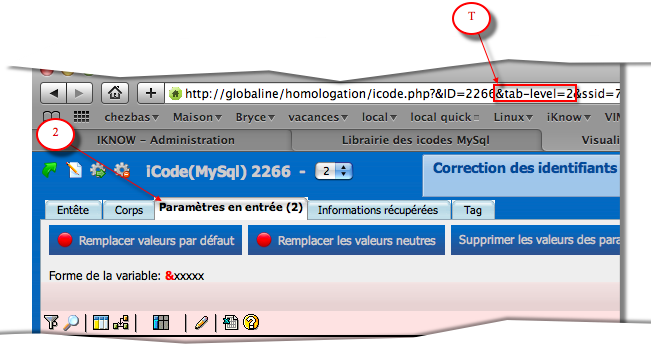 T
http://globaline/homologation/icode.php?&ID=2266&tab-level=2&ssid=7
chezbas Maison Bryce vacances local local quick Linux iKnow VIM
2
IKNOW – Administration Librairie des icodes MySql Visuali
iCode(MySql) 2266 - 2 Correction des identifiants
Entête Corps Paramètres en entrée (2) Informations récupérées Tag
Remplacer valeurs par défaut Remplacer les valeurs neutres Supprimer les valeurs des para
Forme de la variable: &xxxxx